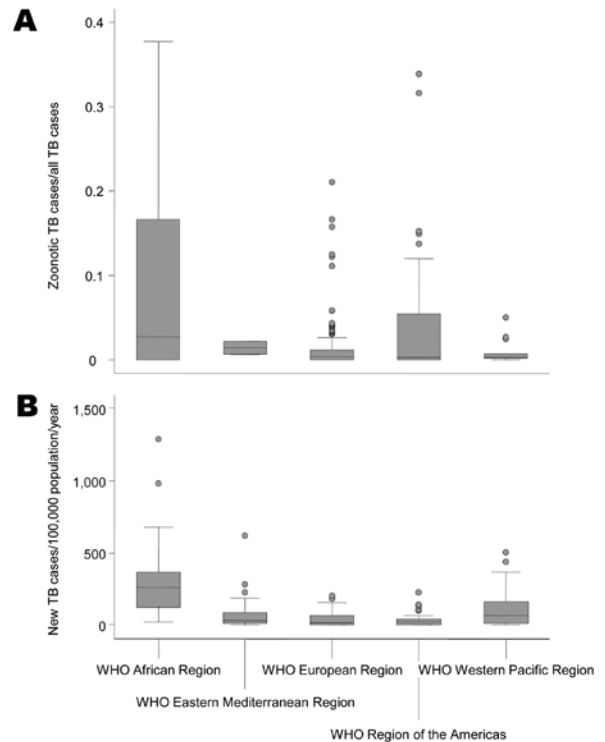 A
0.4
0.3
0.2
0.1
0
Zoonotic TB cases/all TB cases
B
1,500
1,000
500
0
New TB cases/100,000 population/year
WHO African Region
WHO European Region
WHO Western Pacific Region
WHO Eastern Mediterranean Region
WHO Region of the Americas